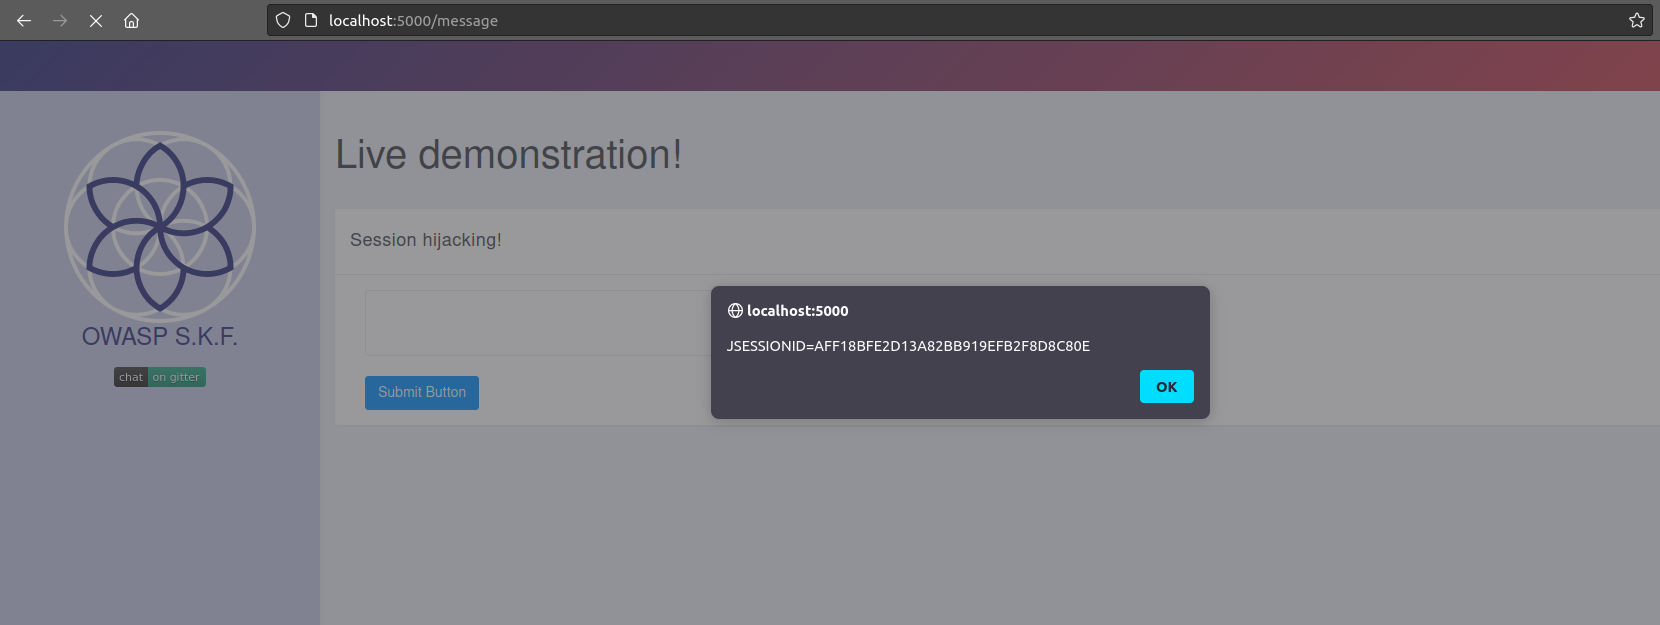 localhost:5000/message
Live demonstration!
Session hijacking!
OWASP S.K.F.
chat on gitter
Submit Button
localhost:5000
JSESSIONID=AFF18BFE2D13A82BB919EFB2F8D8C80E
OK